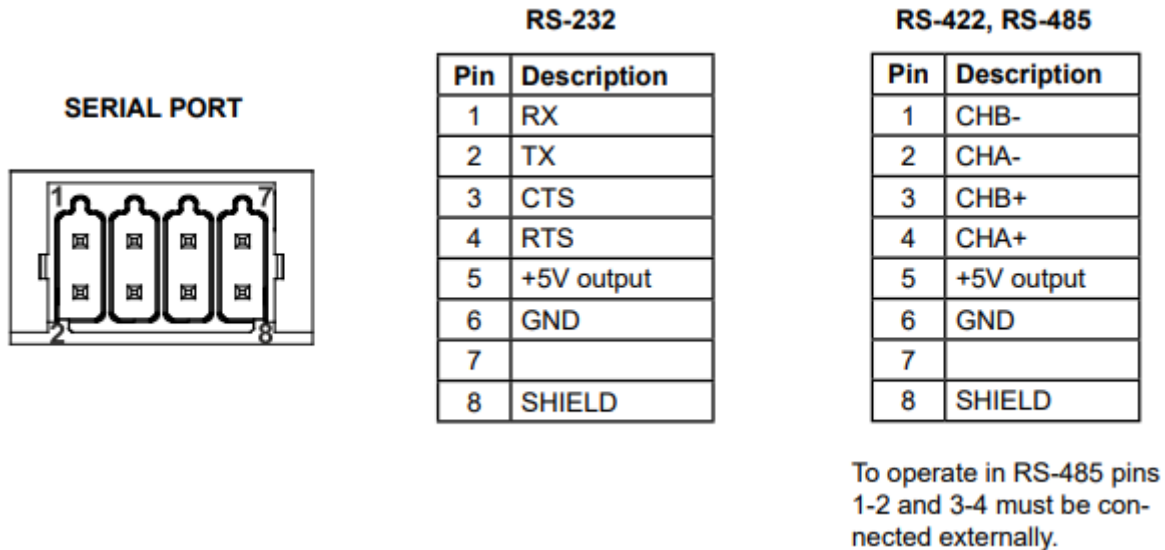 SERIAL PORT
1 7
2 8
RS-232
Pin Description
1 RX
2 TX
3 CTS
4 RTS
5 +5V output
6 GND
7
8 SHIELD
RS-422, RS-485
Pin Description
1 CHB-
2 CHA-
3 CHB+
4 CHA+
5 +5V output
6 GND
7
8 SHIELD
To operate in RS-485 pins
1-2 and 3-4 must be con-
nected externally.